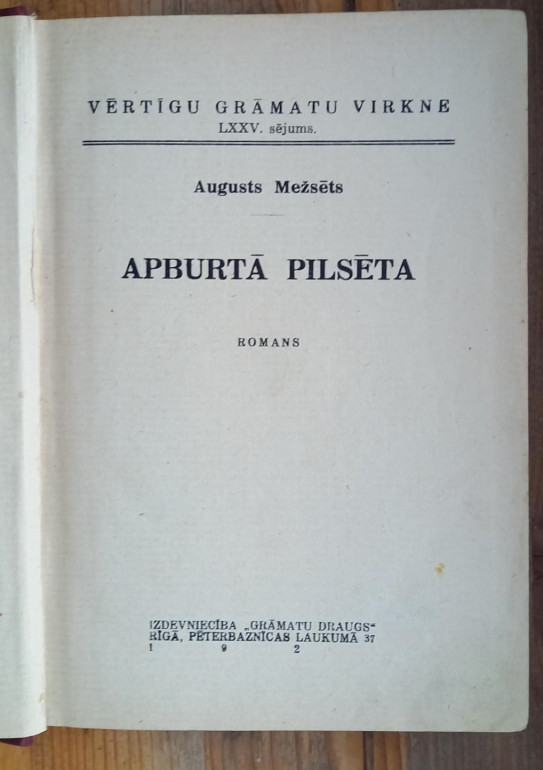 VĒRTĪGU GRĀMATU VIRKNE
LXXV. sējums.
Augusts Mežsēts
APBURTĀ PILSĒTA
ROMANS
IZDEVNIECĪBA „GRĀMATU DRAUGS“
RĪGĀ, PĒTERBAZNĪCAS LAUKUMĀ 37
1 9 2